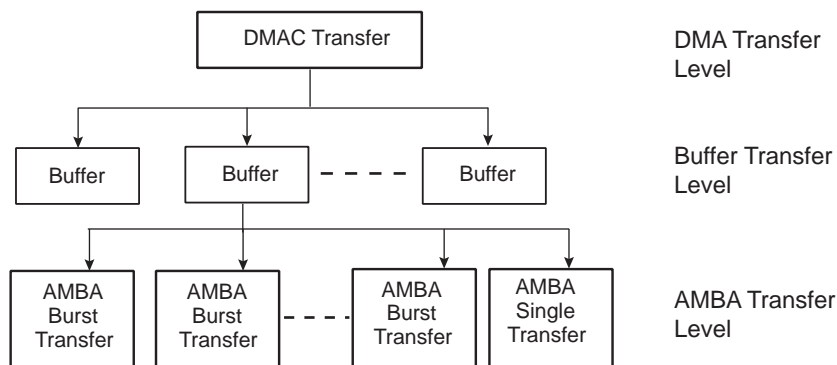 DMAC Transfer
DMA Transfer
Level
Buffer
Buffer
Buffer
Buffer Transfer
Level
AMBA
Burst
Transfer
AMBA
Burst
Transfer
AMBA
Burst
Transfer
AMBA
Single
Transfer
AMBA Transfer
Level